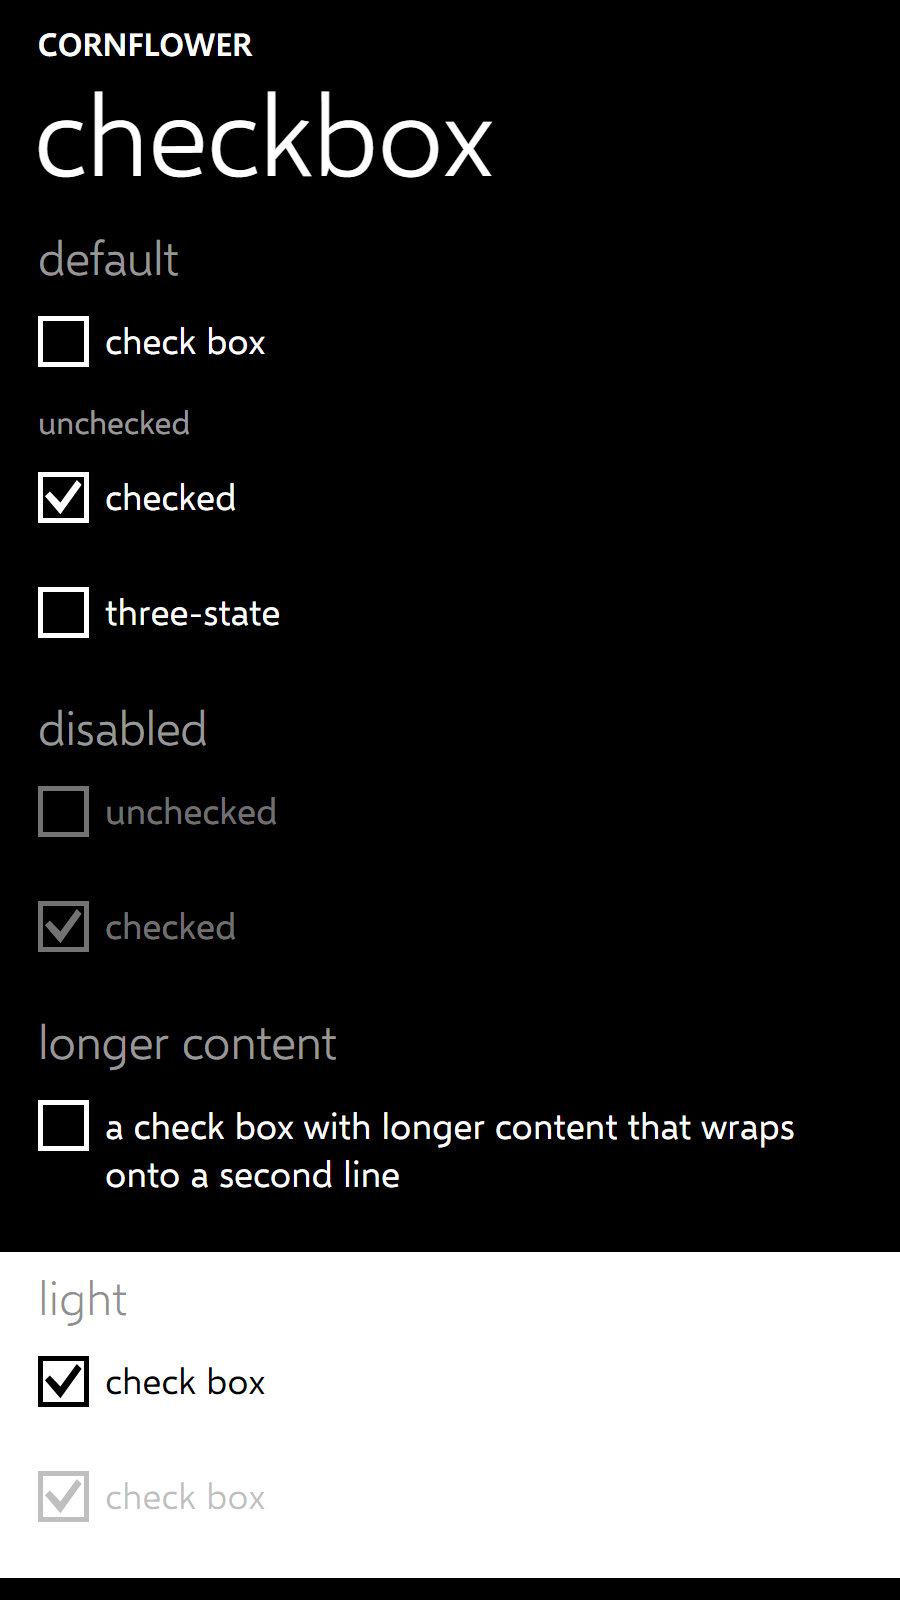 CORNFLOWER
checkbox
default
check box
unchecked
checked
three-state
disabled
unchecked
checked
longer content
a check box with longer content that wraps
onto a second line
light
check box
check box